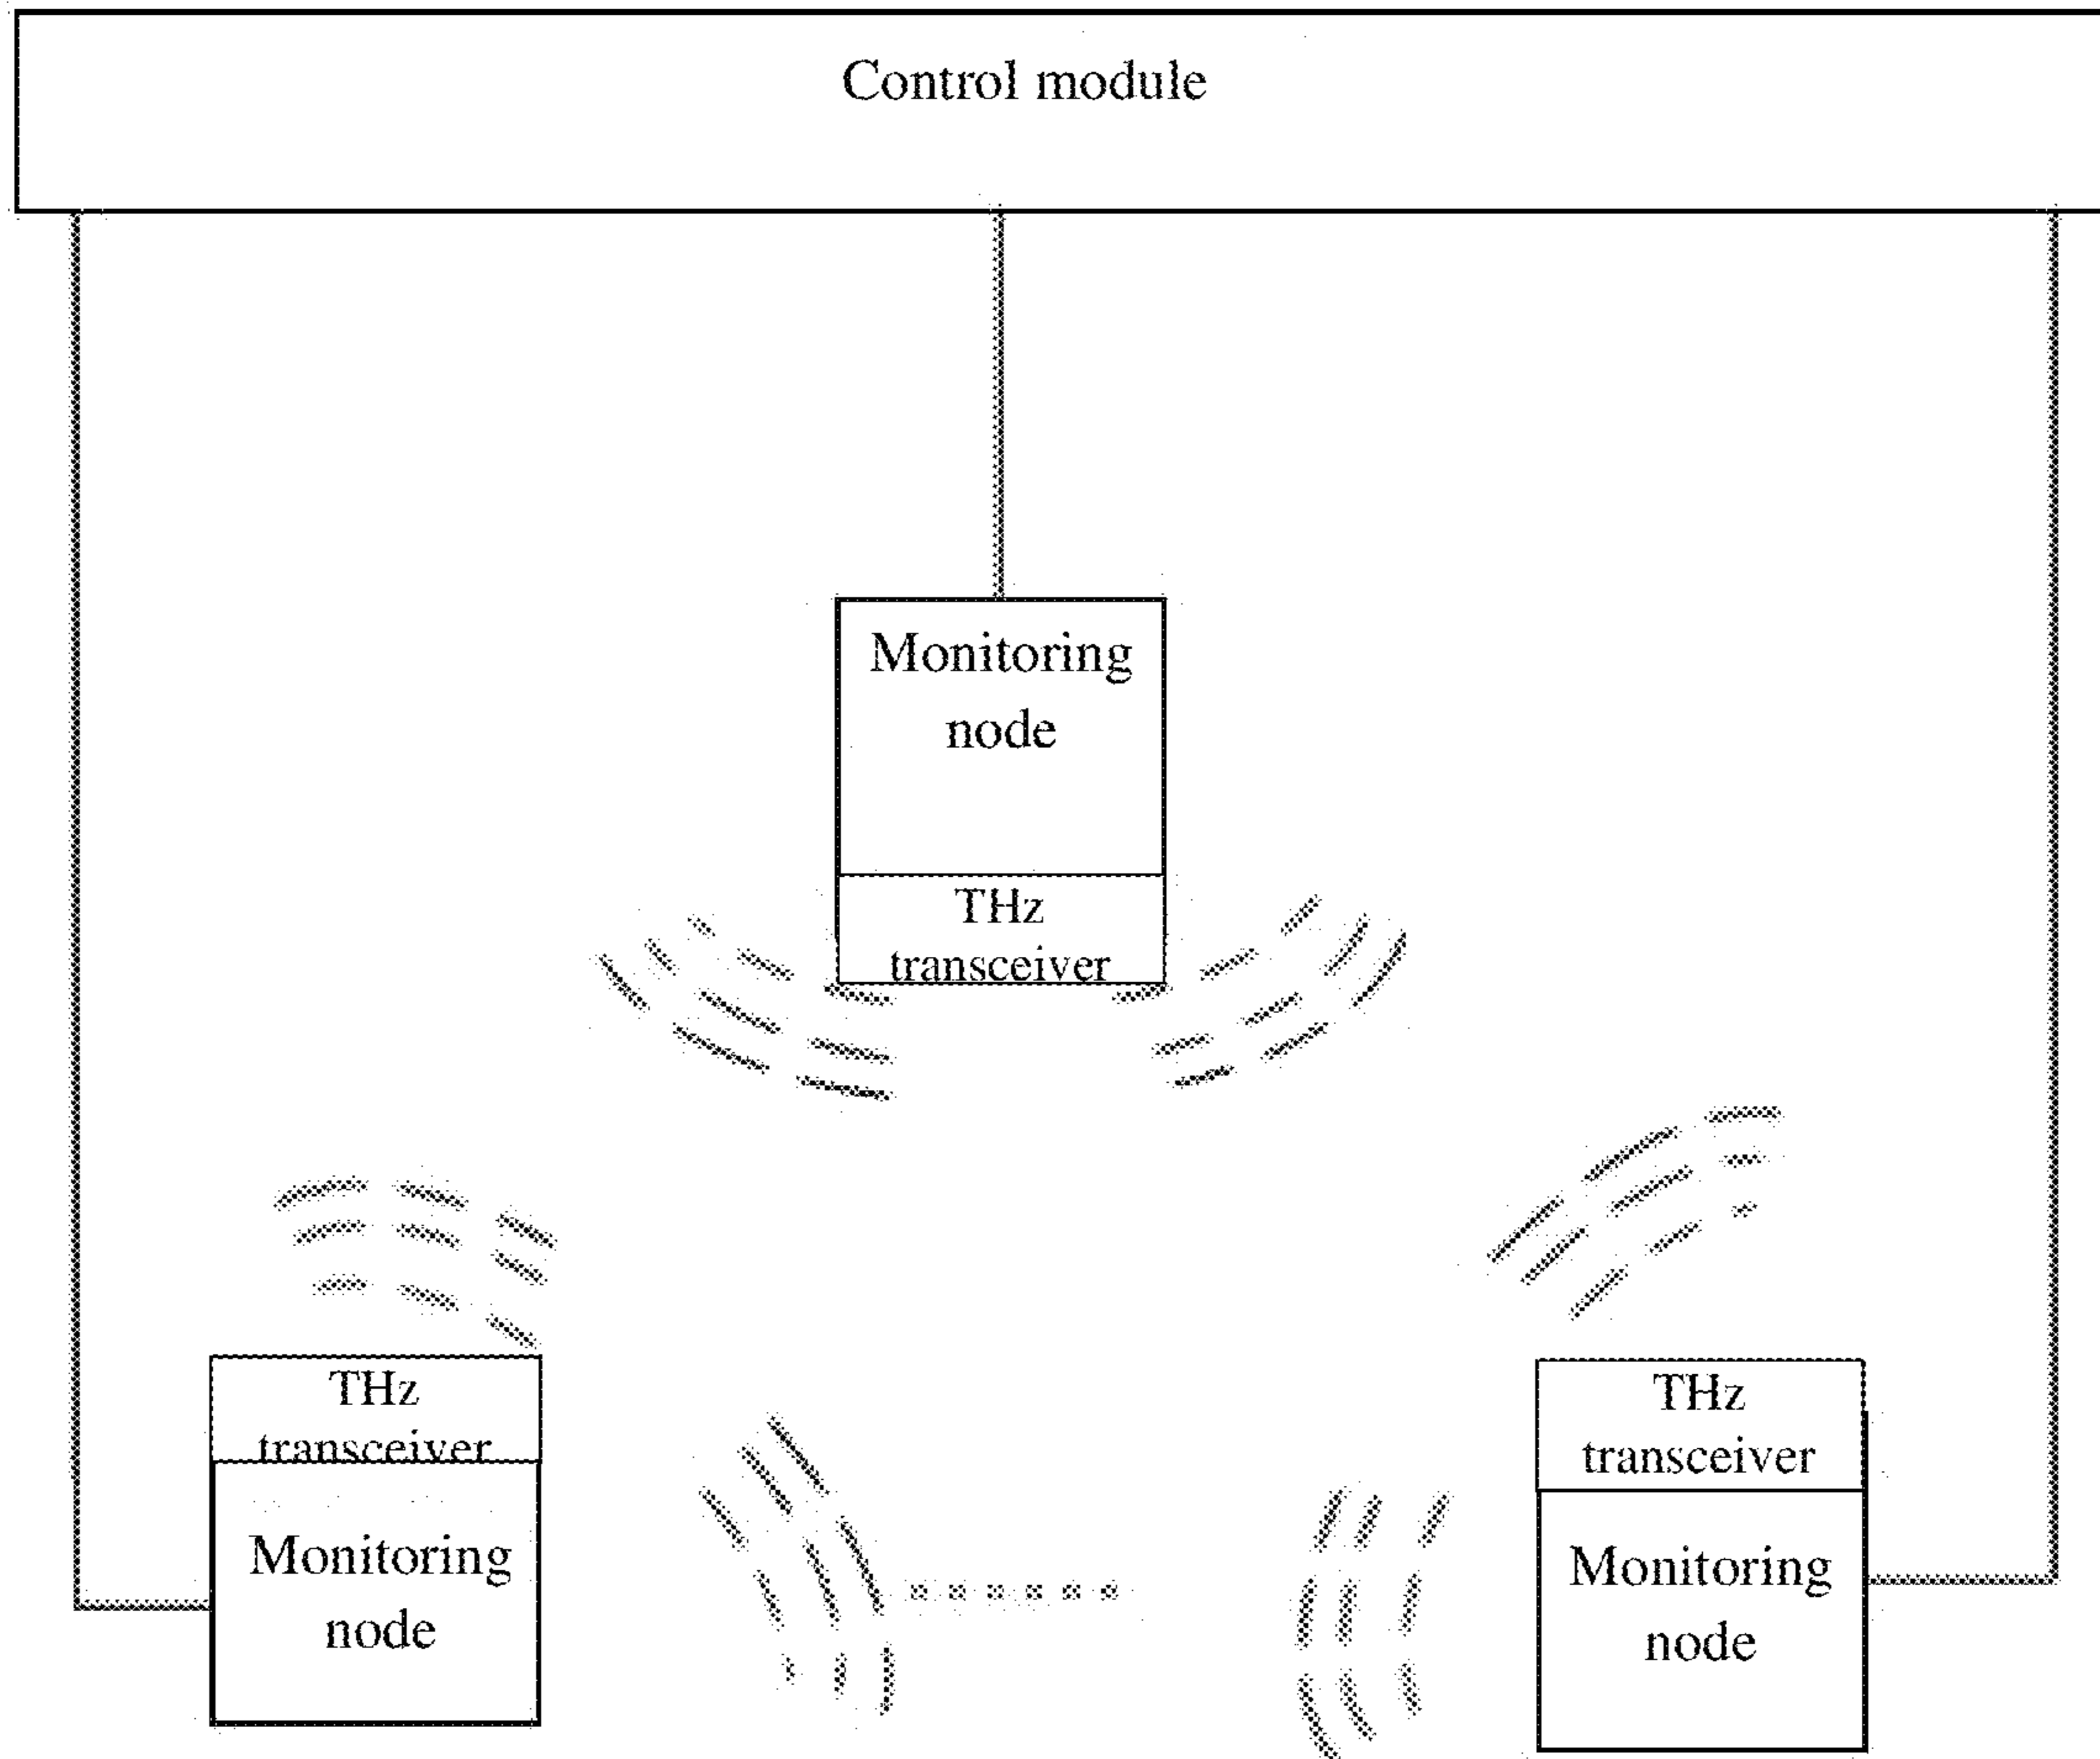 Control module
Monitoring
node
THz
transceiver
THz
transceiver
Monitoring
node
THz
transceiver
Monitoring
node